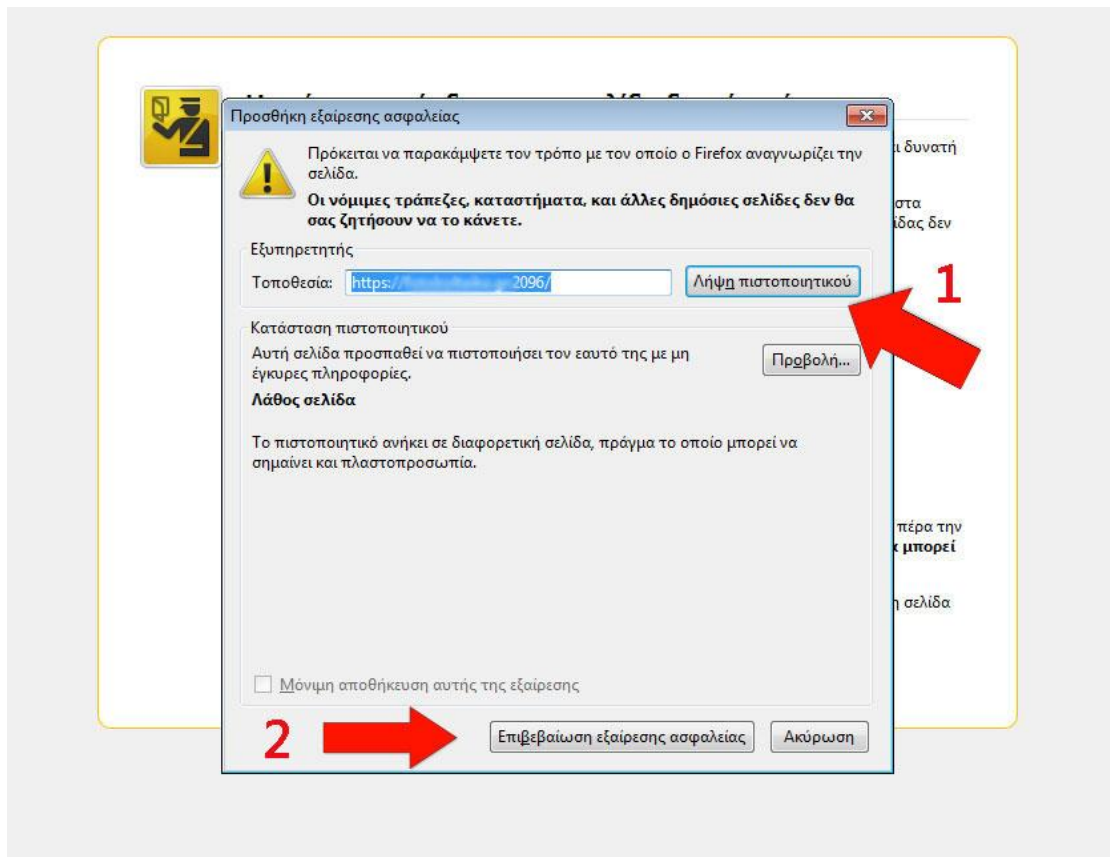 Προσθήκη εξαίρεσης ασφαλείας
Πρόκειται να παρακάμψετε τον τρόπο με τον οποίο ο Firefox αναγνωρίζει την
σελίδα.
Οι νόμιμες τράπεζες, καταστήματα, και άλλες δημόσιες σελίδες δεν θα
σας ζητήσουν να το κάνετε.
Εξυπηρετητής
Τοποθεσία: https:// 2096/ Λήψη πιστοποιητικού
1
Κατάσταση πιστοποιητικού
Αυτή σελίδα προσπαθεί να πιστοποιήσει τον εαυτό της με μη
έγκυρες πληροφορίες.
Προβολή...
Λάθος σελίδα
Το πιστοποιητικό ανήκει σε διαφορετική σελίδα, πράγμα το οποίο μπορεί να
σημαίνει και πλαστοπροσωπία.
Μόνιμη αποθήκευση αυτής της εξαίρεσης
2
Επιβεβαίωση εξαίρεσης ασφαλείας Ακύρωση
δυνατή
στα
δεν
πέρα την
μπορεί
σελίδα